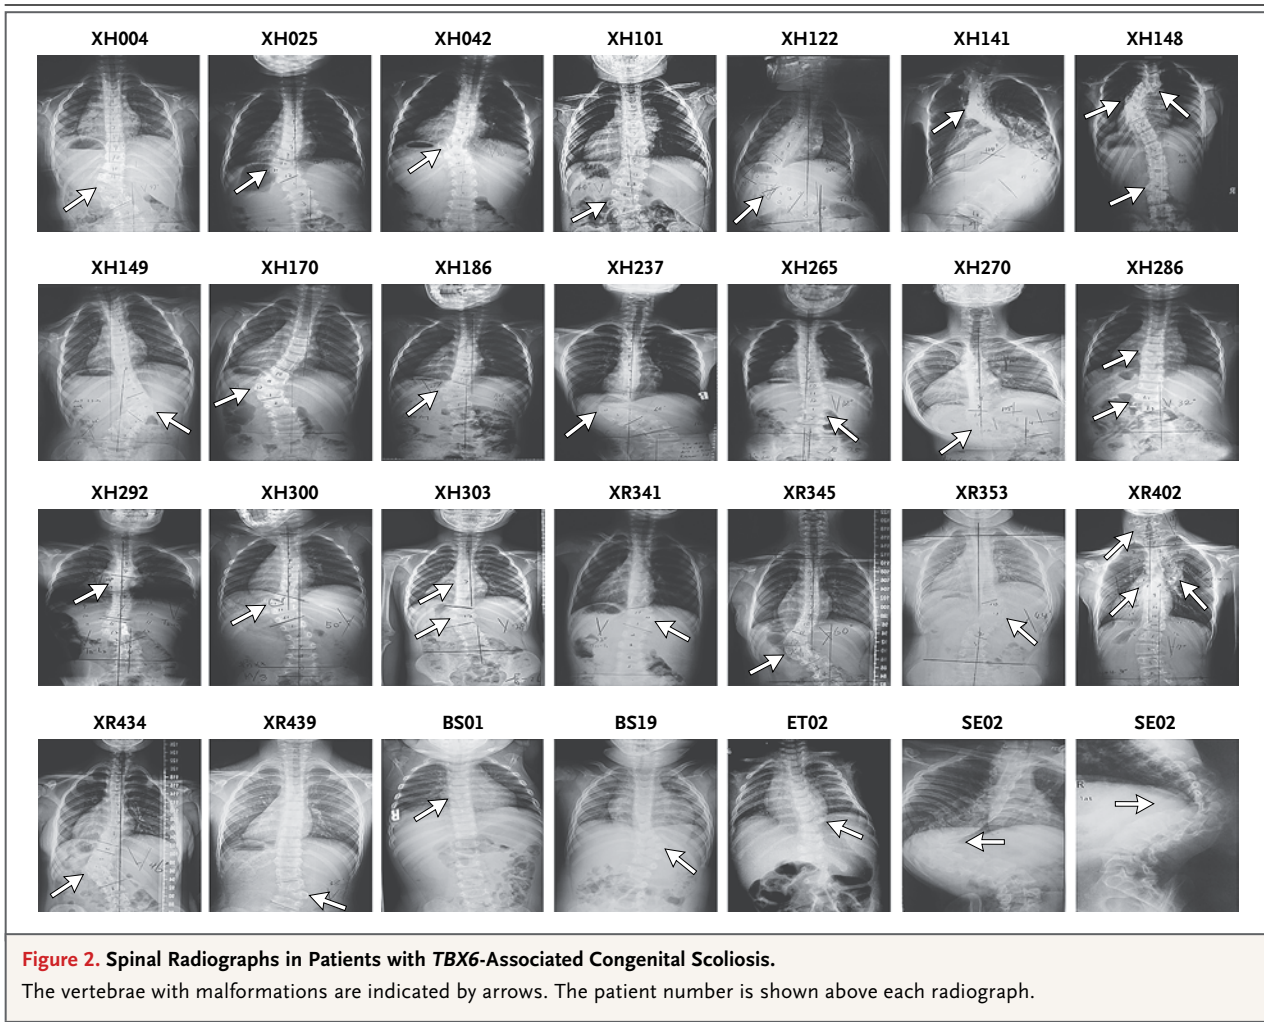 XH004 XH025 XH042 XH101 XH122 XH141 XH148
XH149 XH170 XH186 XH237 XH265 XH270 XH286
XH292 XH300 XH303 XR341 XR345 XR353 XR402
XR434 XR439 BS01 BS19 ET02 SE02 SE02
R
R
Figure 2. Spinal Radiographs in Patients with TBX6-Associated Congenital Scoliosis.
The vertebrae with malformations are indicated by arrows. The patient number is shown above each radiograph.